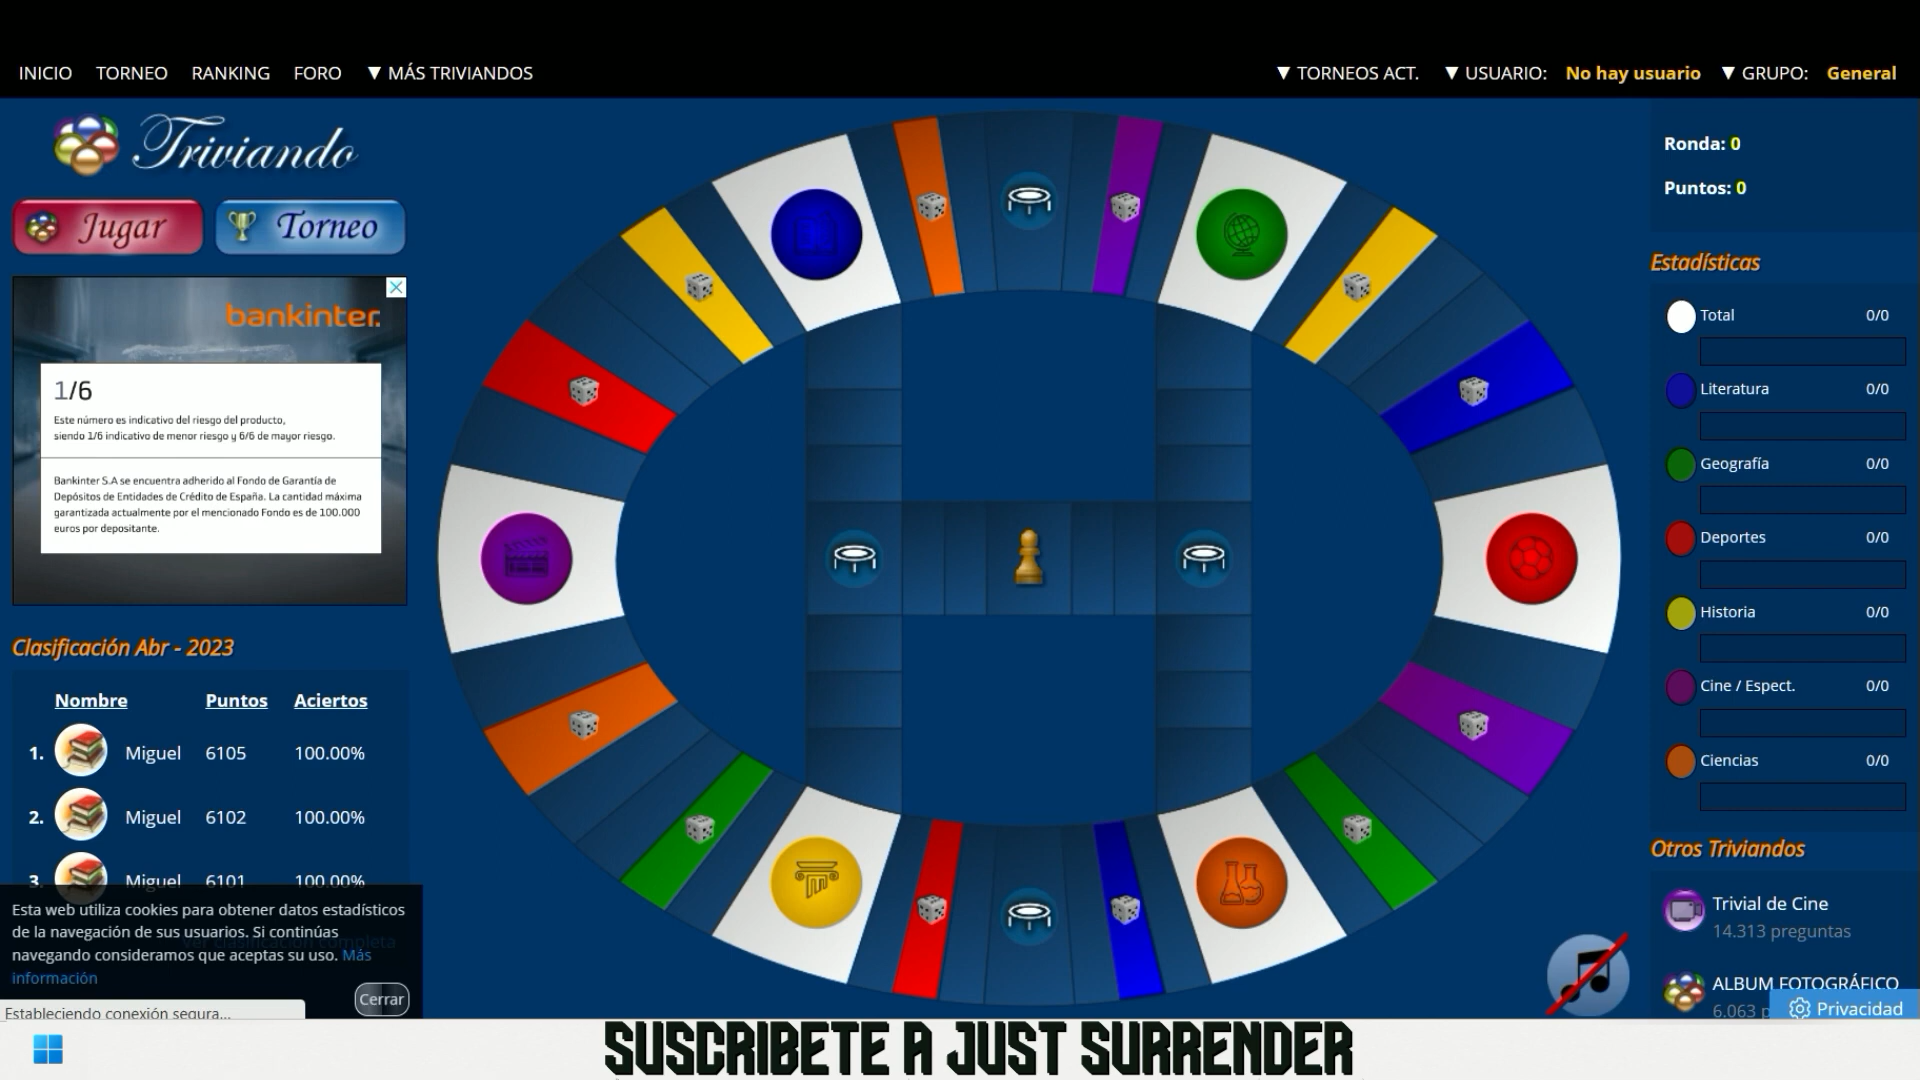 INICIO TORNEO RANKING FORO ▼ MÁS TRIVIANDOS ▼ TORNEOS ACT. ▼ USUARIO: No hay usuario ▼ GRUPO: General
Triviando
Jugar Torneo
bankinter.
1/6
Este número es indicativo del riesgo del producto,
siendo 1/6 indicativo de menor riesgo y 6/6 de mayor riesgo.
Bankinter S.A se encuentra adherido al Fondo de Garantía de
Depósitos de Entidades de Crédito de España. La cantidad máxima
garantizada actualmente por el mencionado Fondo es de 100.000
euros por depositante.
Clasificación Abr - 2023
Nombre Puntos Aciertos
1. Miguel 6105 100.00%
2. Miguel 6102 100.00%
3. Miguel 6101 100.00%
Esta web utiliza cookies para obtener datos estadísticos
de la navegación de sus usuarios. Si continúas
navegando consideramos que aceptas su uso. Más
información
Cerrar
Estableciendo conexión segura...
Ronda: 0
Puntos: 0
Estadísticas
Total 0/0
Literatura 0/0
Geografía 0/0
Deportes 0/0
Historia 0/0
Cine / Espect. 0/0
Ciencias 0/0
Otros Triviandos
Trivial de Cine
14.313 preguntas
ALBUM FOTOGRÁFICO
6.063 p
Privacidad
SUSCRIBETE A JUST SURRENDER